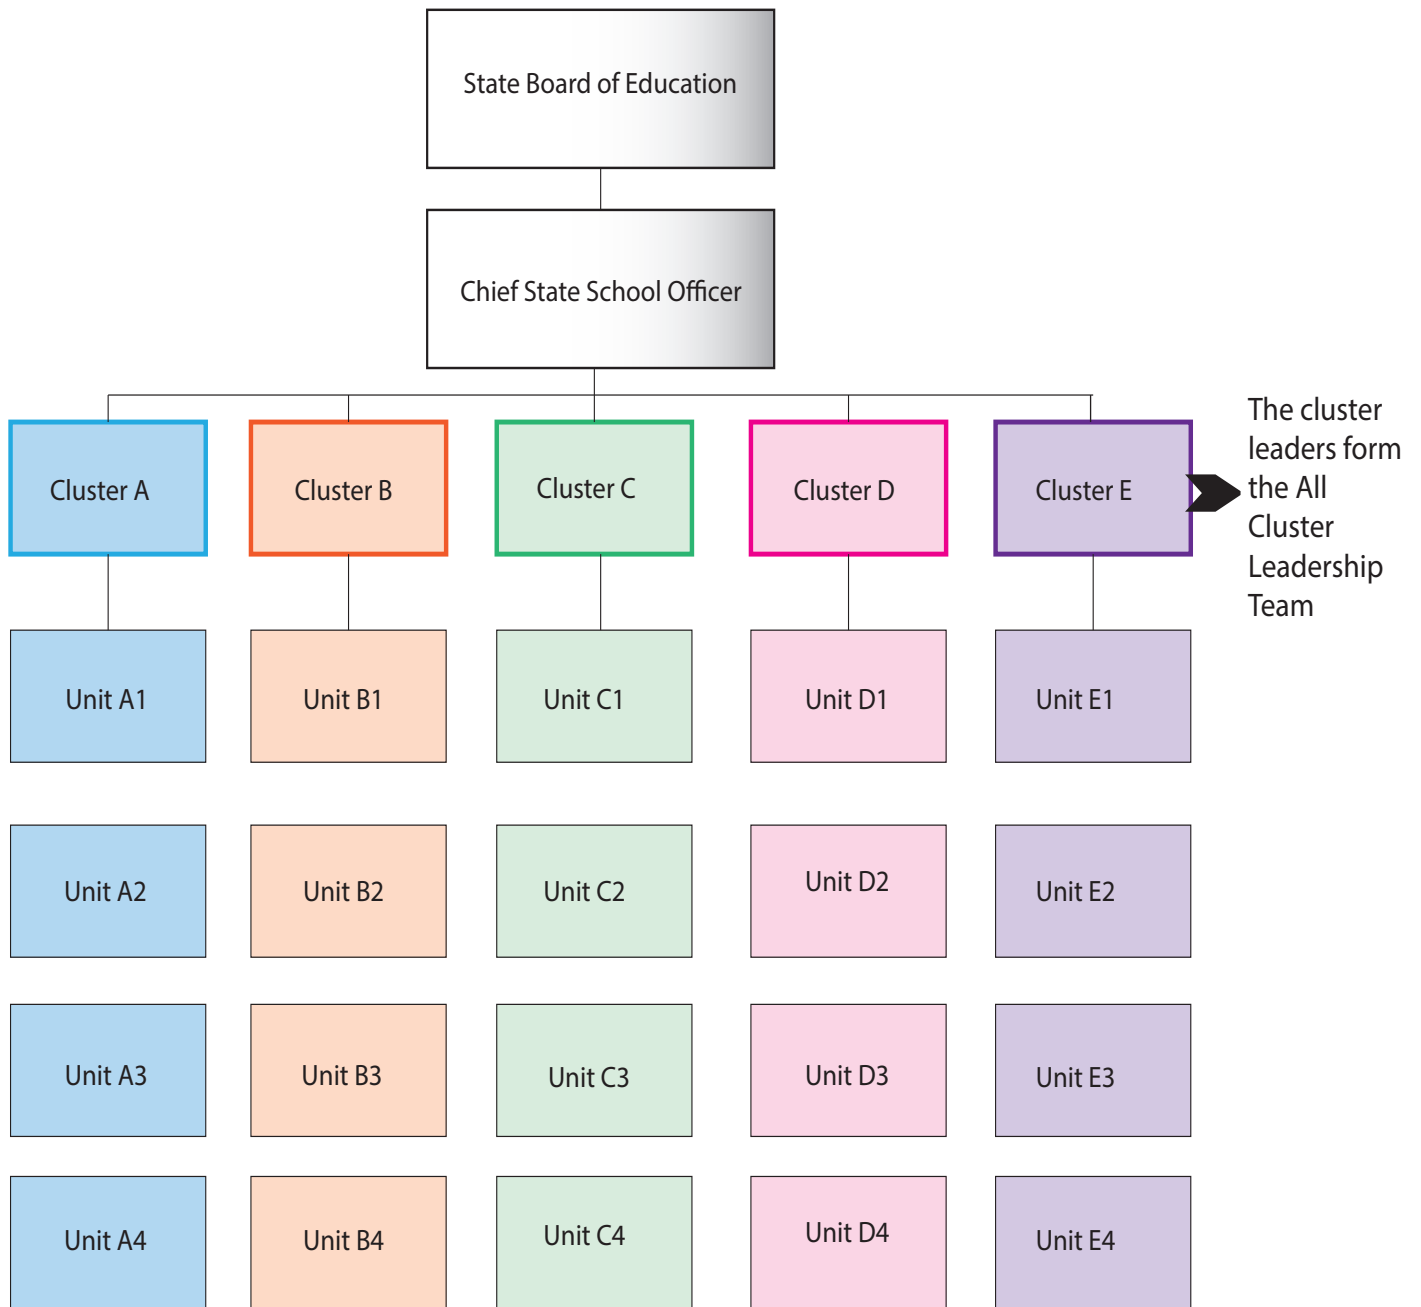 State Board of Education
Chief State School Officer
Cluster A
Cluster B
Cluster C
Cluster D
Cluster E
The cluster
leaders form
the All
Cluster
Leadership
Team
Unit A1
Unit B1
Unit C1
Unit D1
Unit E1
Unit A2
Unit B2
Unit C2
Unit D2
Unit E2
Unit A3
Unit B3
Unit C3
Unit D3
Unit E3
Unit A4
Unit B4
Unit C4
Unit D4
Unit E4